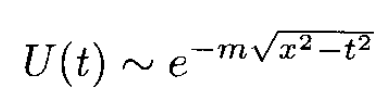 U(t) ∼ e^{-m√(x²−t²)}